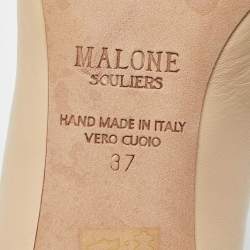 MALONE
SOULIERS
HAND MADE IN ITALY
VERO CUOIO
37